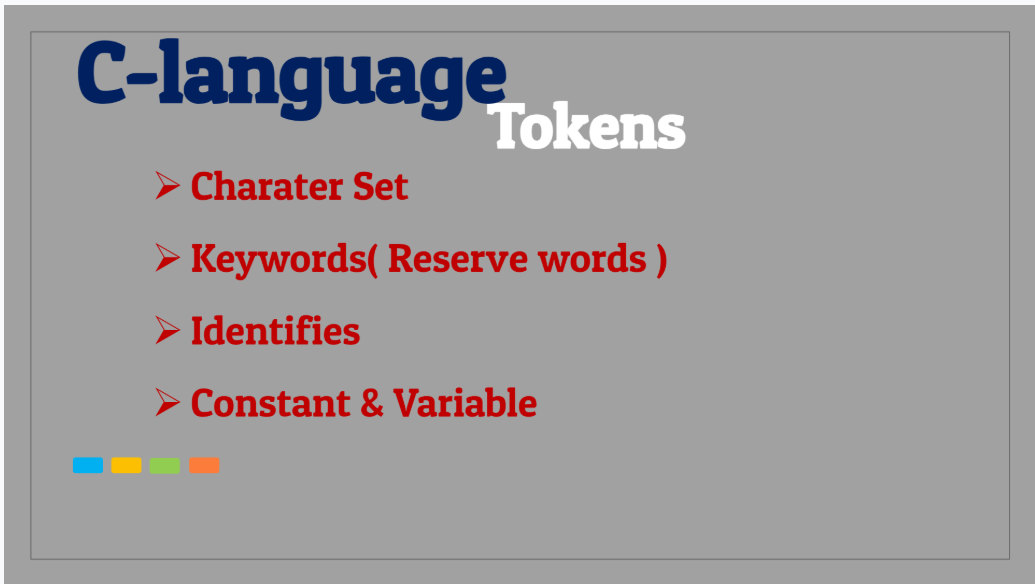 C-language
Tokens
➢ Charater Set
➢ Keywords( Reserve words )
➢ Identifies
➢ Constant & Variable